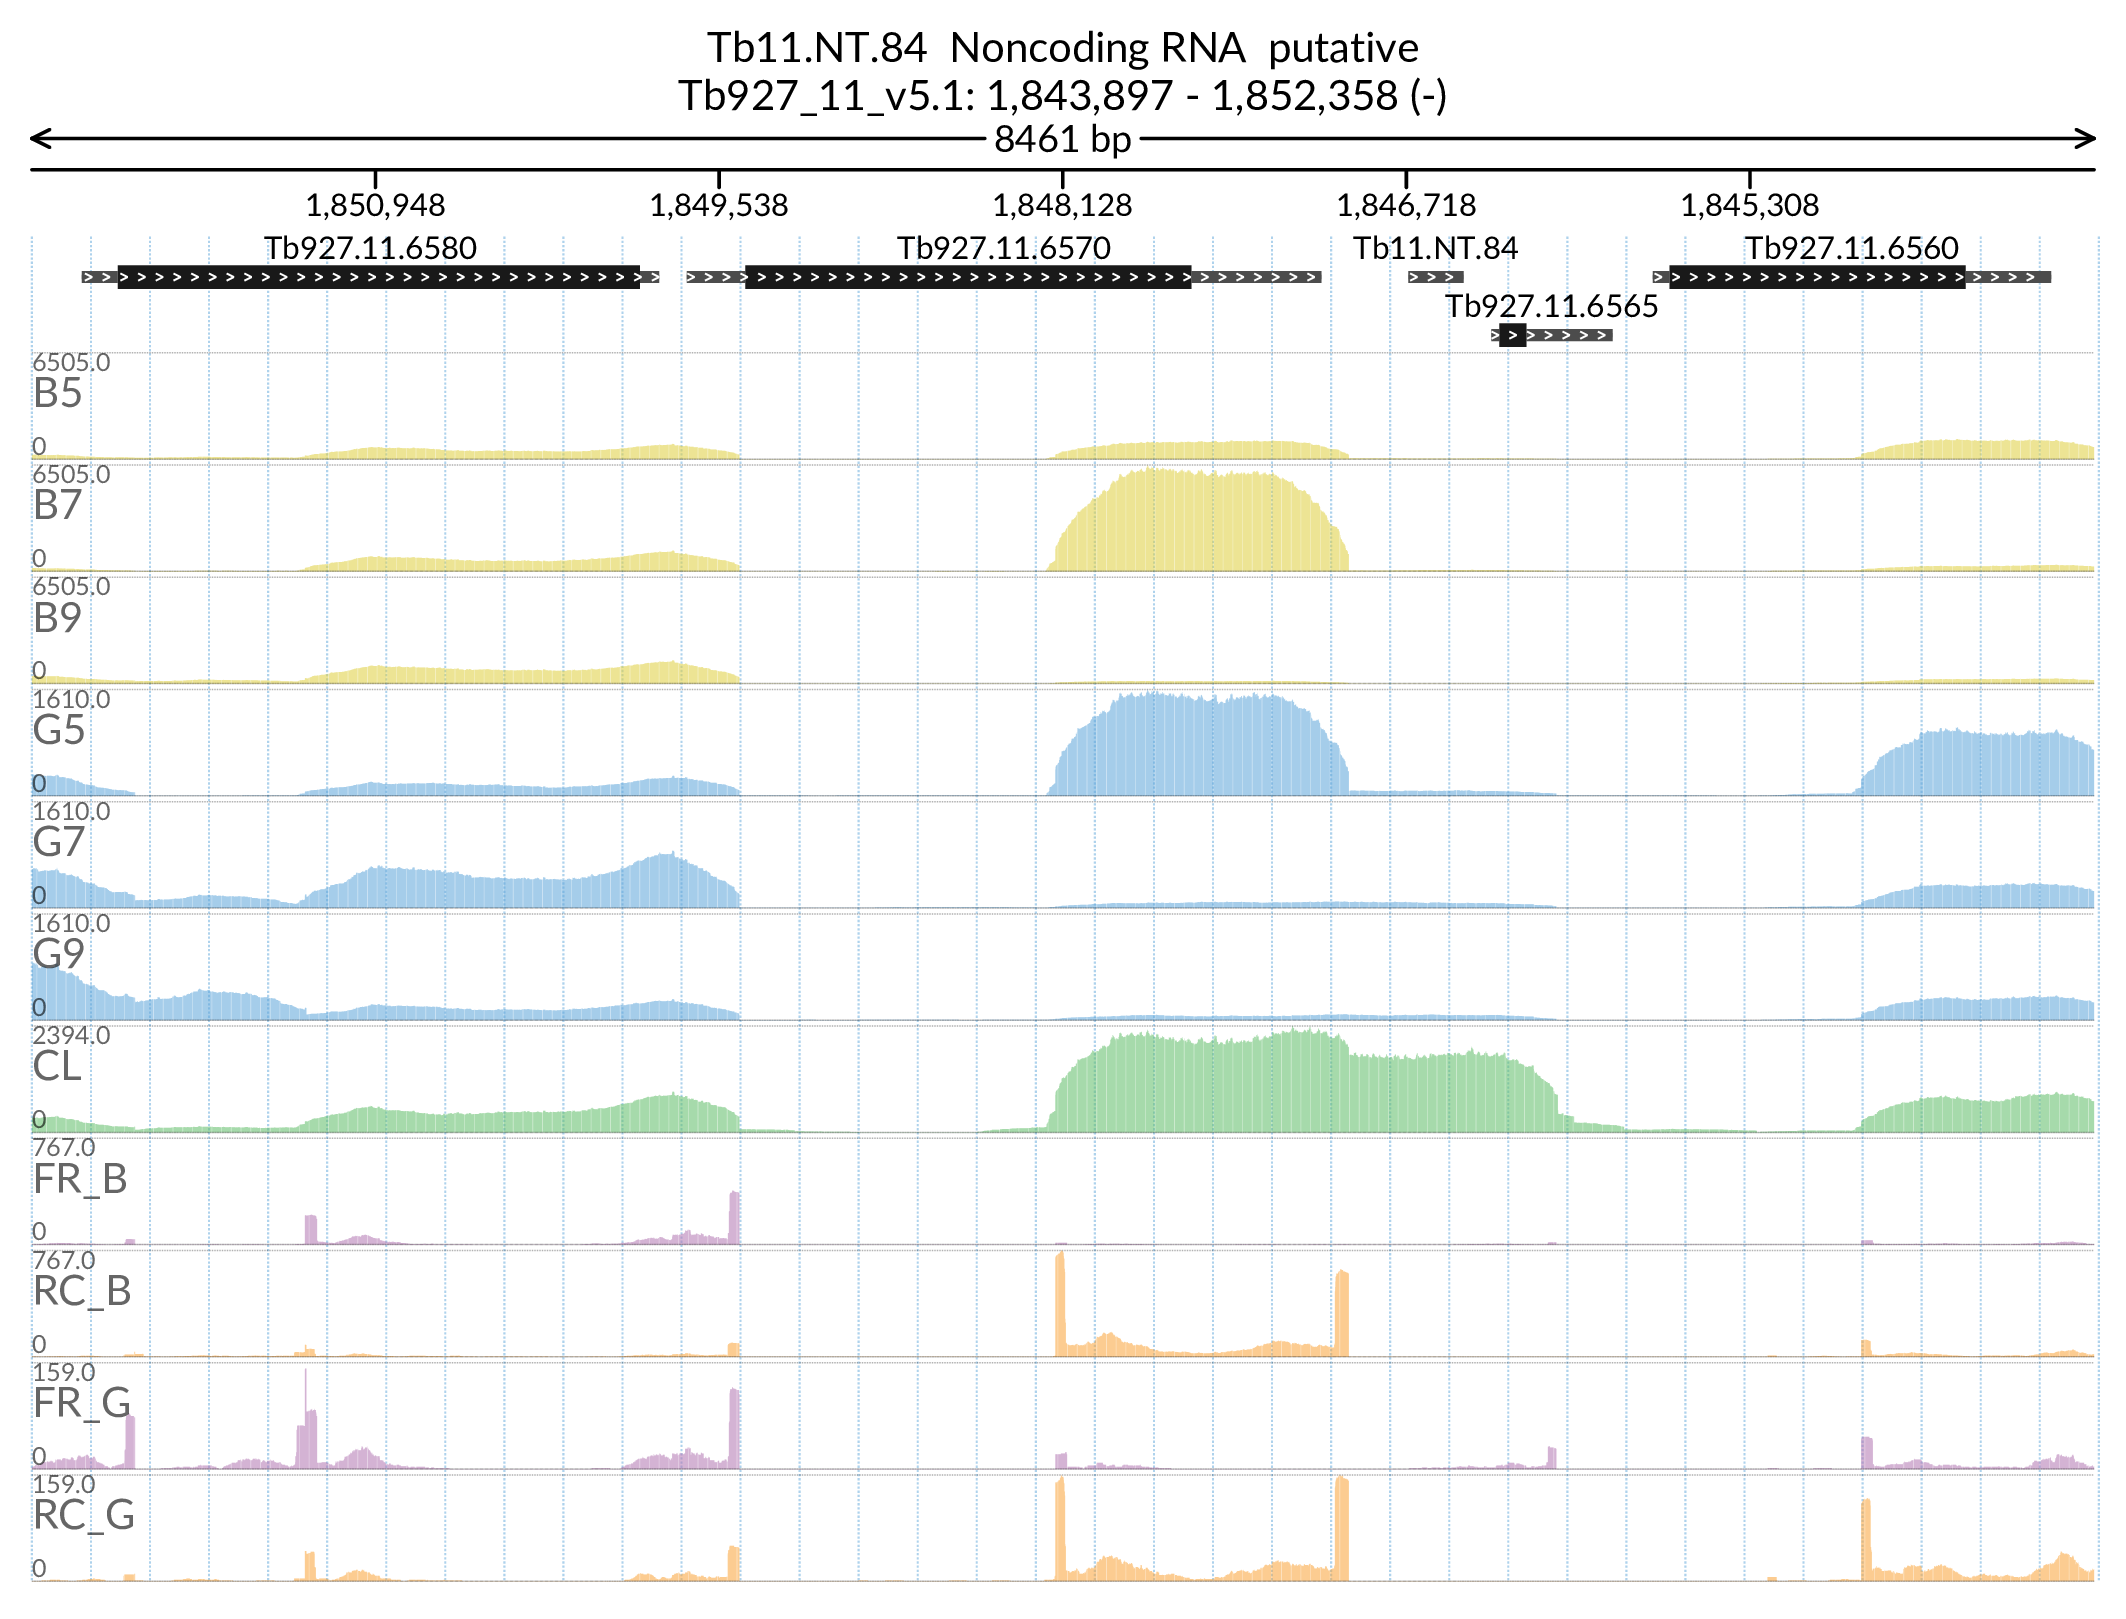 Tb11.NT.84 Noncoding RNA putative
Tb927_11_v5.1: 1,843,897 - 1,852,358 (-)
8461 bp
1,850,948 1,849,538 1,848,128 1,846,718 1,845,308
Tb927.11.6580 Tb927.11.6570 Tb11.NT.84 Tb927.11.6560
Tb927.11.6565
6505.0
B5
0
6505.0
B7
0
6505.0
B9
0
1610.0
G5
0
1610.0
G7
0
1610.0
G9
0
2394.0
CL
0
767.0
FR_B
0
767.0
RC_B
0
159.0
FR_G
0
159.0
RC_G
0